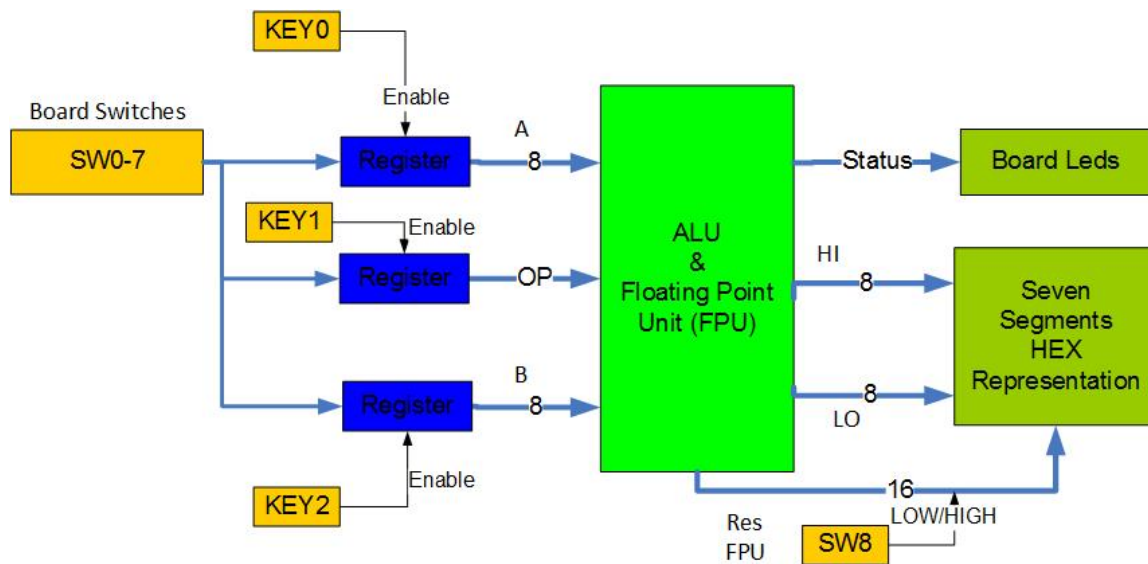 KEY0
Board Switches
SW0-7
Enable
Register
A
8
Status
Board Leds
KEY1
Enable
Register
OP
ALU
&
Floating Point
Unit (FPU)
HI
8
Seven
Segments
HEX
Representation
B
8
Register
8
LO
Enable
KEY2
16
LOW/HIGH
Res
FPU
SW8